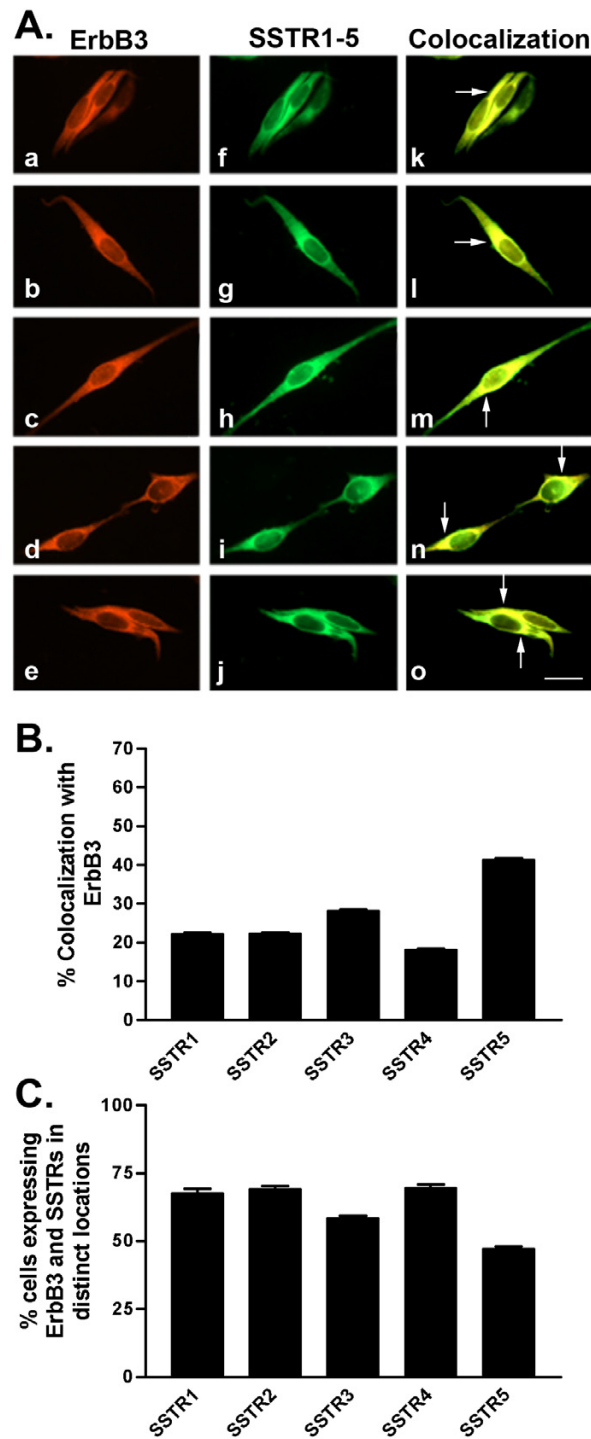 A.
ErbB3 SSTR1-5 Colocalization
a f k
b g l
c h m
d i n
e j o
B.
% Colocalization with
ErbB3
70
60
50
40
30
20
10
0
SSTR1 SSTR2 SSTR3 SSTR4 SSTR5
C.
% cells expressing
ErbB3 and SSTRs in
distinct locations
100
75
50
25
0
SSTR1 SSTR2 SSTR3 SSTR4 SSTR5